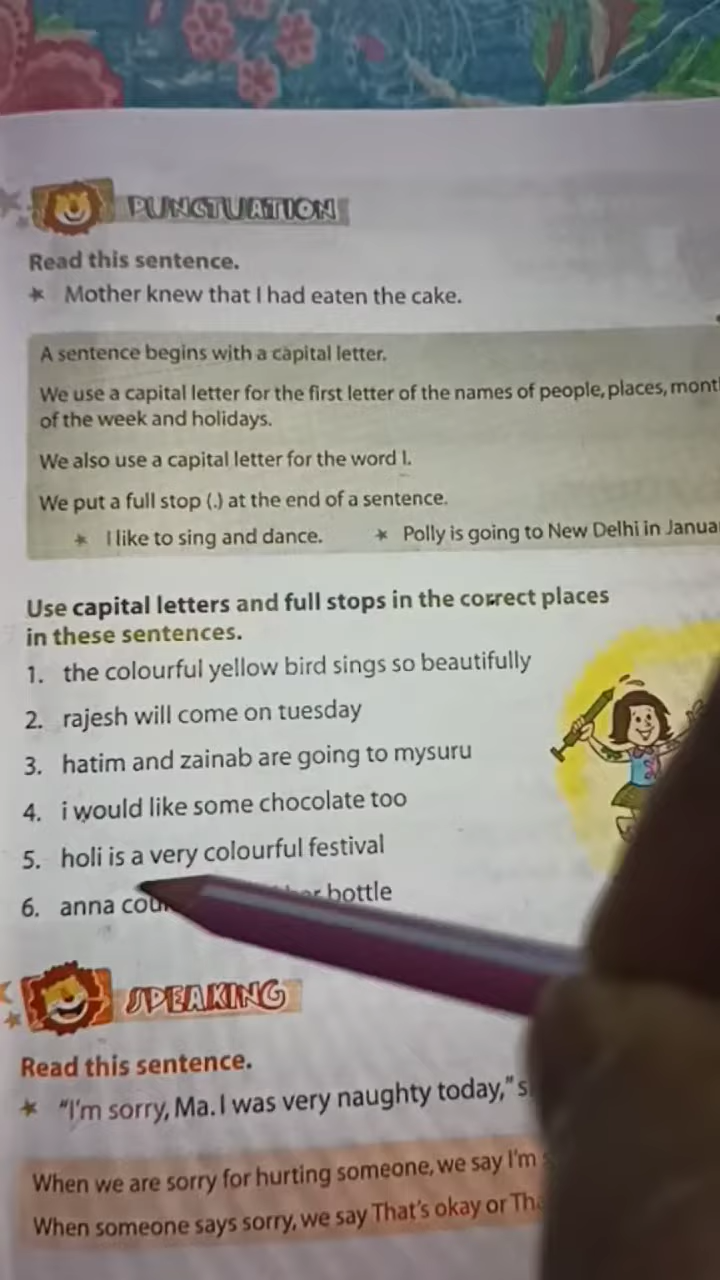 PUNCTUATION
Read this sentence.
* Mother knew that I had eaten the cake.
A sentence begins with a capital letter.
We use a capital letter for the first letter of the names of people, places,
of the week and holidays.
We also use a capital letter for the word I.
We put a full stop (.) at the end of a sentence.
* I like to sing and dance. * Polly is going to New Delhi in
Use capital letters and full stops in the correct places
in these sentences.
1. the colourful yellow bird sings so beautifully
2. rajesh will come on tuesday
3. hatim and zainab are going to mysuru
4. i would like some chocolate too
5. holi is a very colourful festival
6. anna bottle
SPEAKING
Read this sentence.
* "I'm sorry, Ma. I was very naughty today,"
When we are sorry for hurting someone, we say I'm
When someone says sorry, we say That's okay or